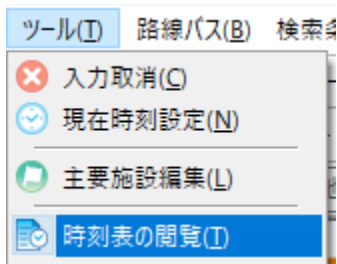 ツール(T) 路線バス(B) 検索条
入力取消(C)
現在時刻設定(N)
主要施設編集(L)
時刻表の閲覧(T)